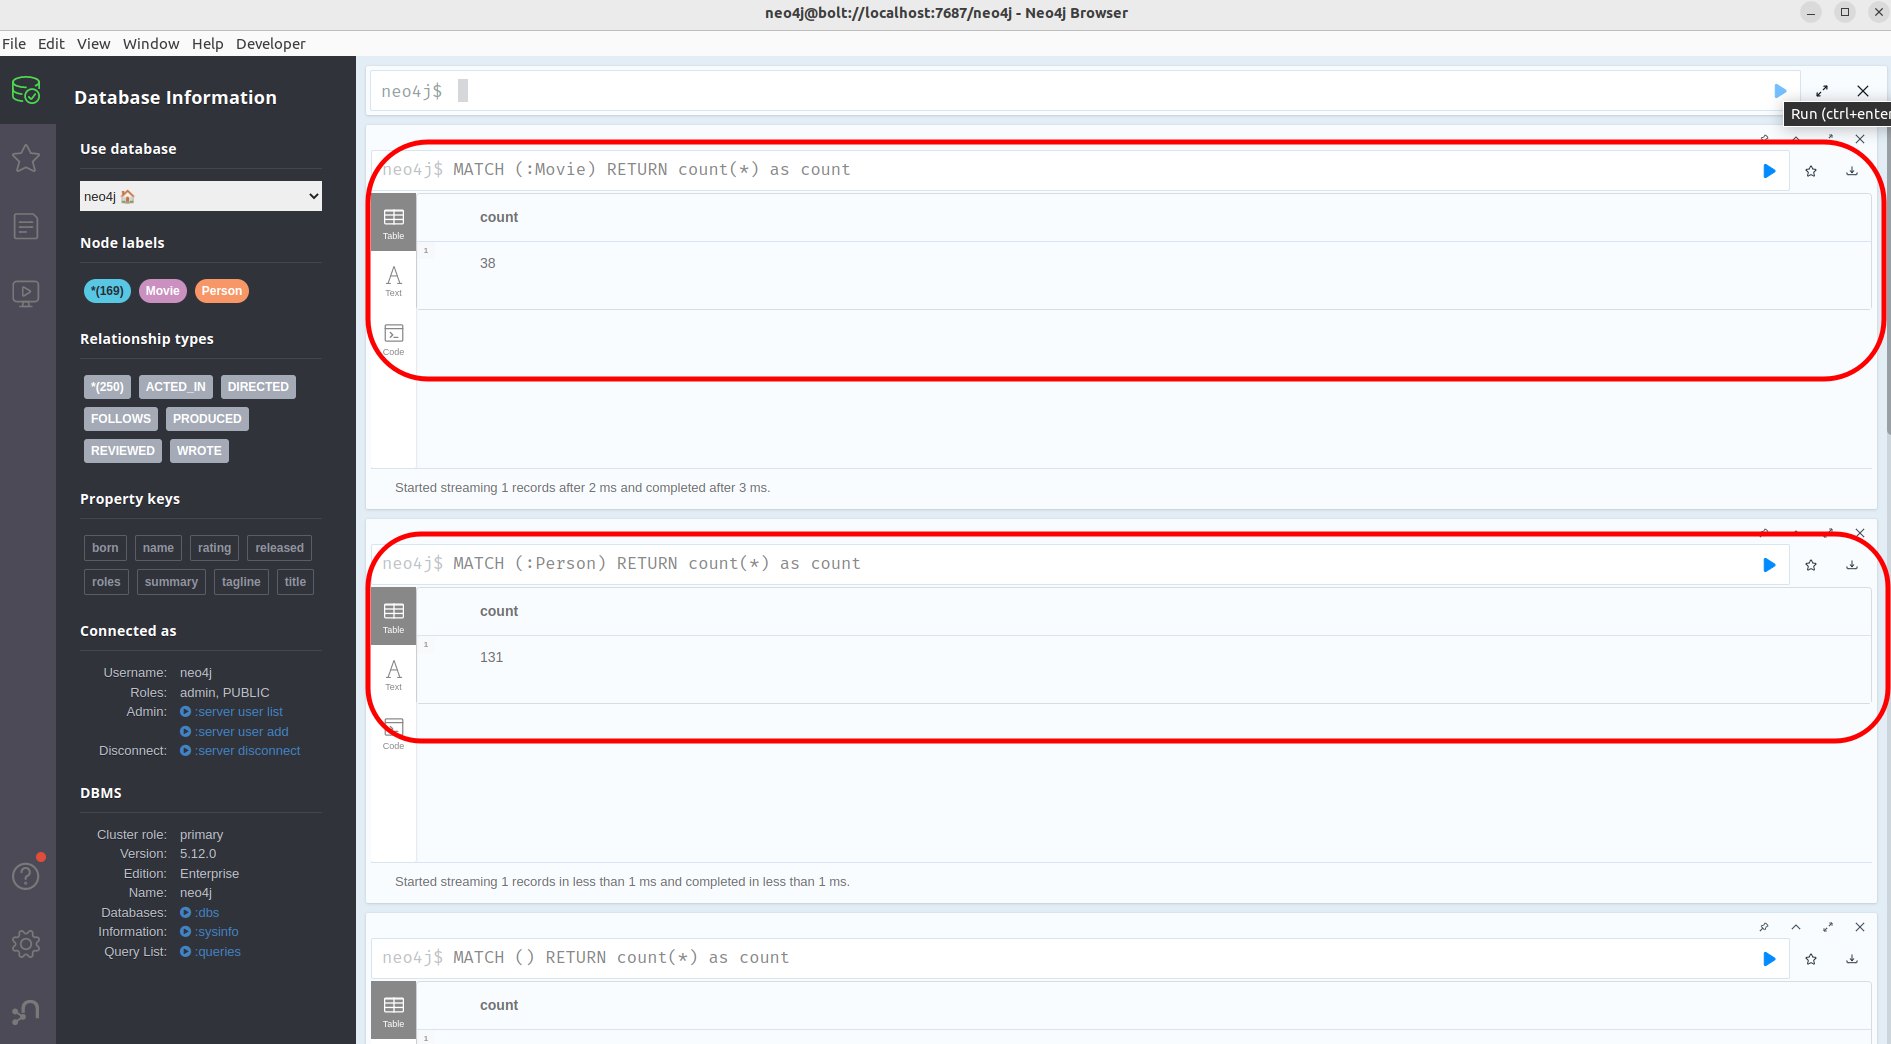 neo4j@bolt://localhost:7687/neo4j - Neo4j Browser
File Edit View Window Help Developer
Database Information
Use database
neo4j 🏠
Node labels
*(169) Movie Person
Relationship types
*(250) ACTED_IN DIRECTED
FOLLOWS PRODUCED
REVIEWED WROTE
Property keys
born name rating released
roles summary tagline title
Connected as
Username: neo4j
Roles: admin, PUBLIC
Admin: :server user list
:server user add
Disconnect: :server disconnect
DBMS
Cluster role: primary
Version: 5.12.0
Edition: Enterprise
Name: neo4j
Databases: :dbs
Information: :sysinfo
Query List: :queries
neo4j$
Run (ctrl+enter
neo4j$ MATCH (:Movie) RETURN count(*) as count
Table
Text
Code
count
1
38
Started streaming 1 records after 2 ms and completed after 3 ms.
neo4j$ MATCH (:Person) RETURN count(*) as count
Table
Text
Code
count
1
131
Started streaming 1 records in less than 1 ms and completed in less than 1 ms.
neo4j$ MATCH () RETURN count(*) as count
Table
count
1